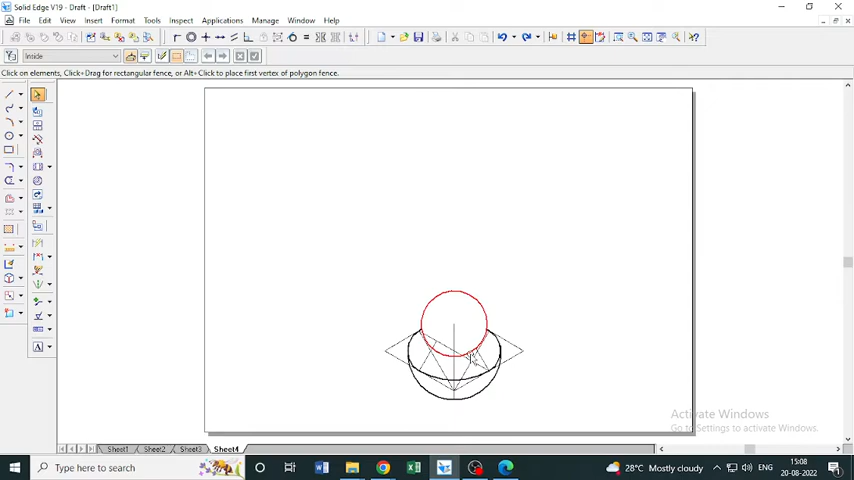 Solid Edge V19 - Draft - [Draft1]
File Edit View Insert Format Tools Inspect Applications Manage Window Help
Inside
Click on elements, Click+Drag for rectangular fence, or Alt+Click to place first vertex of polygon fence.
Activate Windows
Go to Settings to activate Windows.
Sheet1 Sheet2 Sheet3 Sheet4
Type here to search
28°C Mostly cloudy
ENG
15:08
20-08-2022